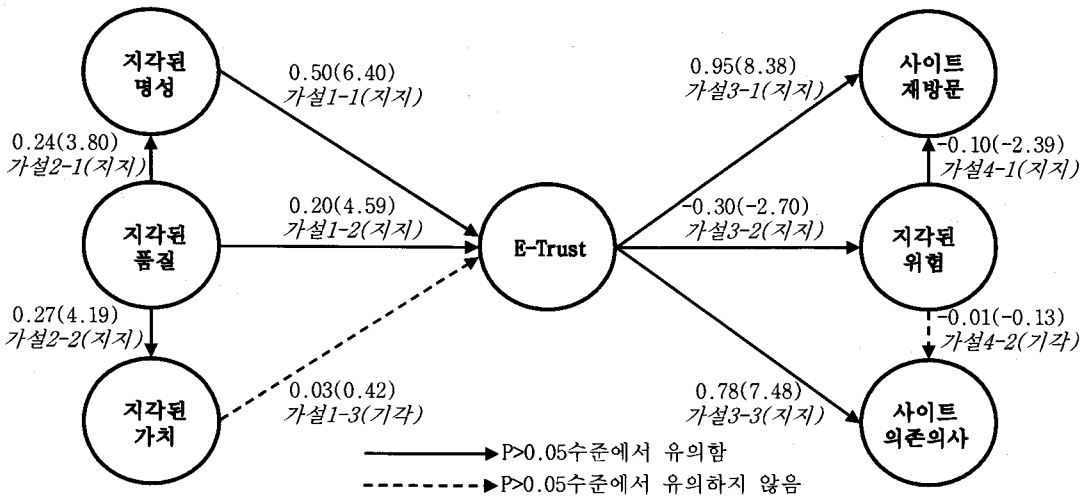 지각된
명성
0.50(6.40)
가설1-1(지지)
0.95(8.38)
가설3-1(지지)
사이트
재방문
0.24(3.80)
가설2-1(지지)
-0.10(-2.39)
가설4-1(지지)
지각된
품질
0.20(4.59)
가설1-2(지지)
E-Trust
-0.30(-2.70)
가설3-2(지지)
지각된
위험
0.27(4.19)
가설2-2(지지)
-0.01(-0.13)
가설4-2(기각)
지각된
가치
0.03(0.42)
가설1-3(기각)
0.78(7.48)
가설3-3(지지)
사이트
의존의사
P>0.05수준에서 유의함
P>0.05수준에서 유의하지 않음